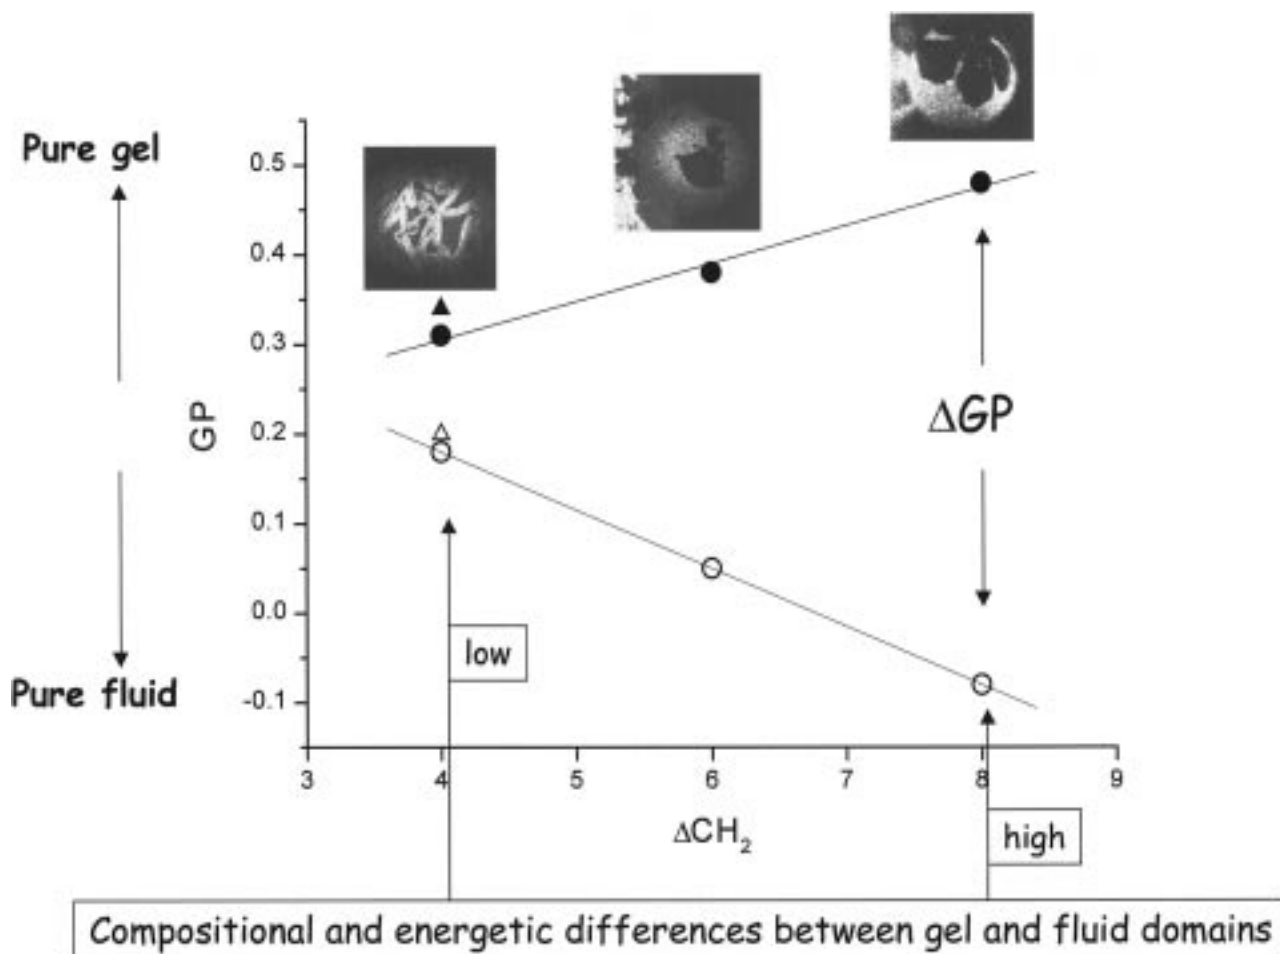 Pure gel
Pure fluid
GP
0.5
0.4
0.3
0.2
0.1
0.0
-0.1
ΔGP
low
3 4 5 6 7 8 9
ΔCH₂
high
Compositional and energetic differences between gel and fluid domains